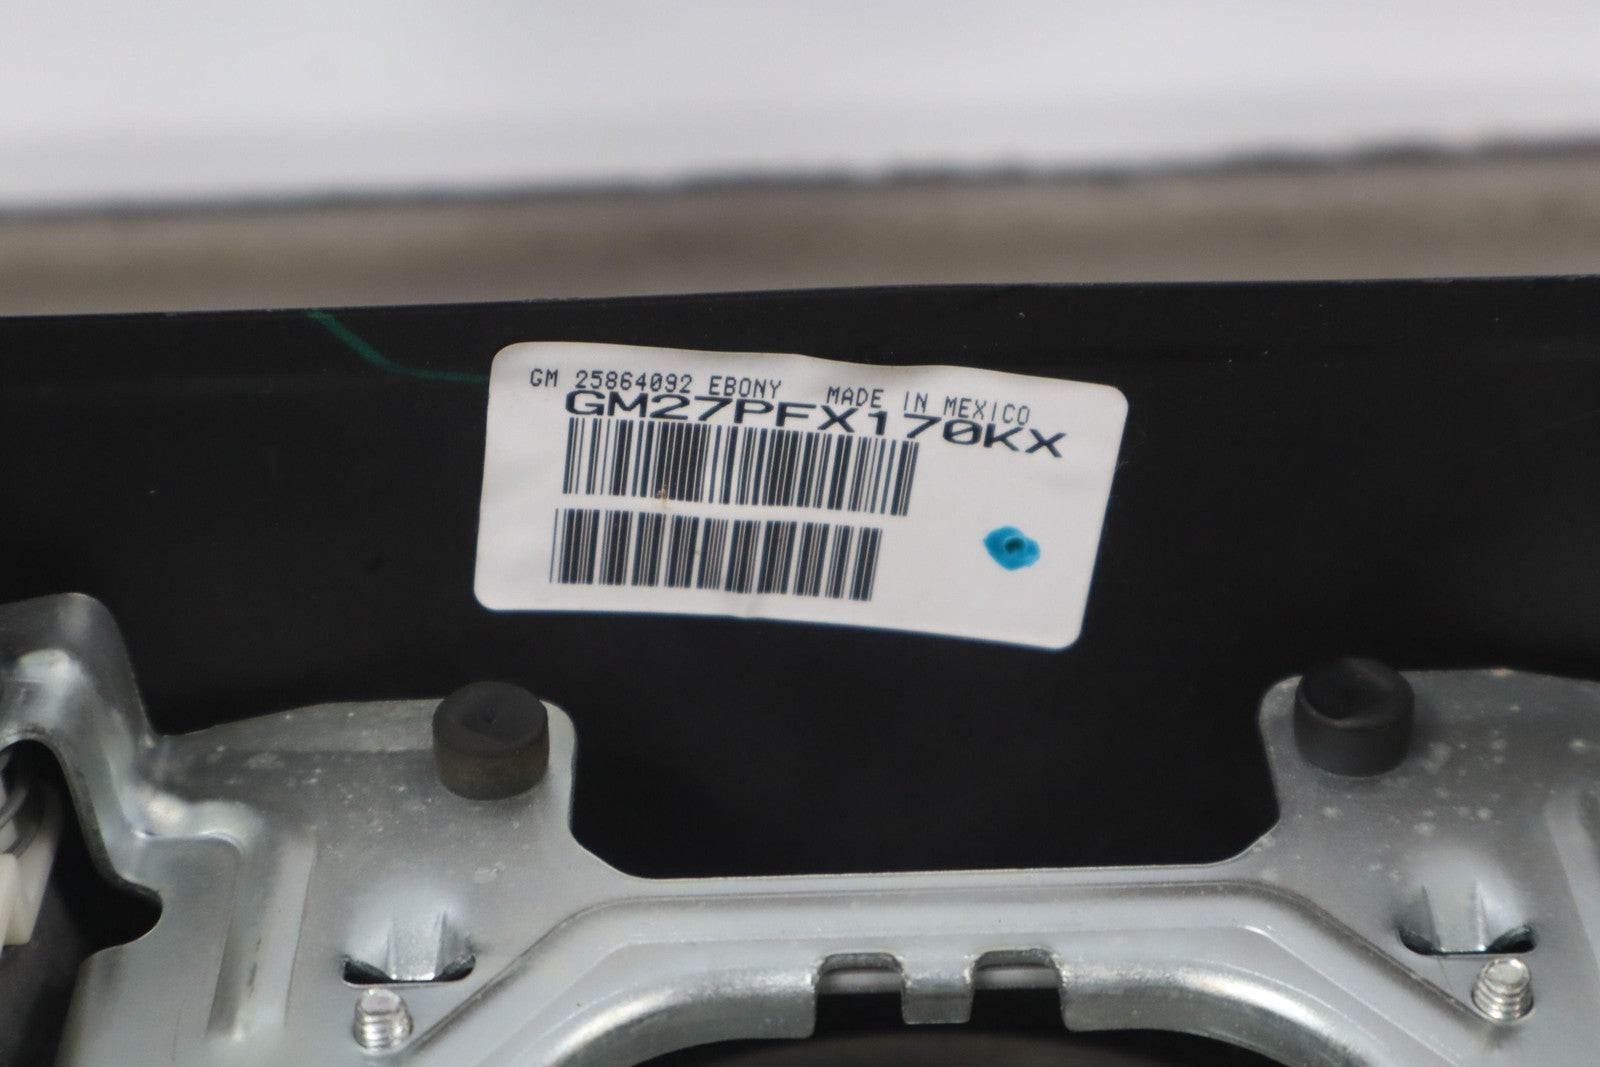 GM 25864092 EBONY MADE IN MEXICO
GM27PFX170KX